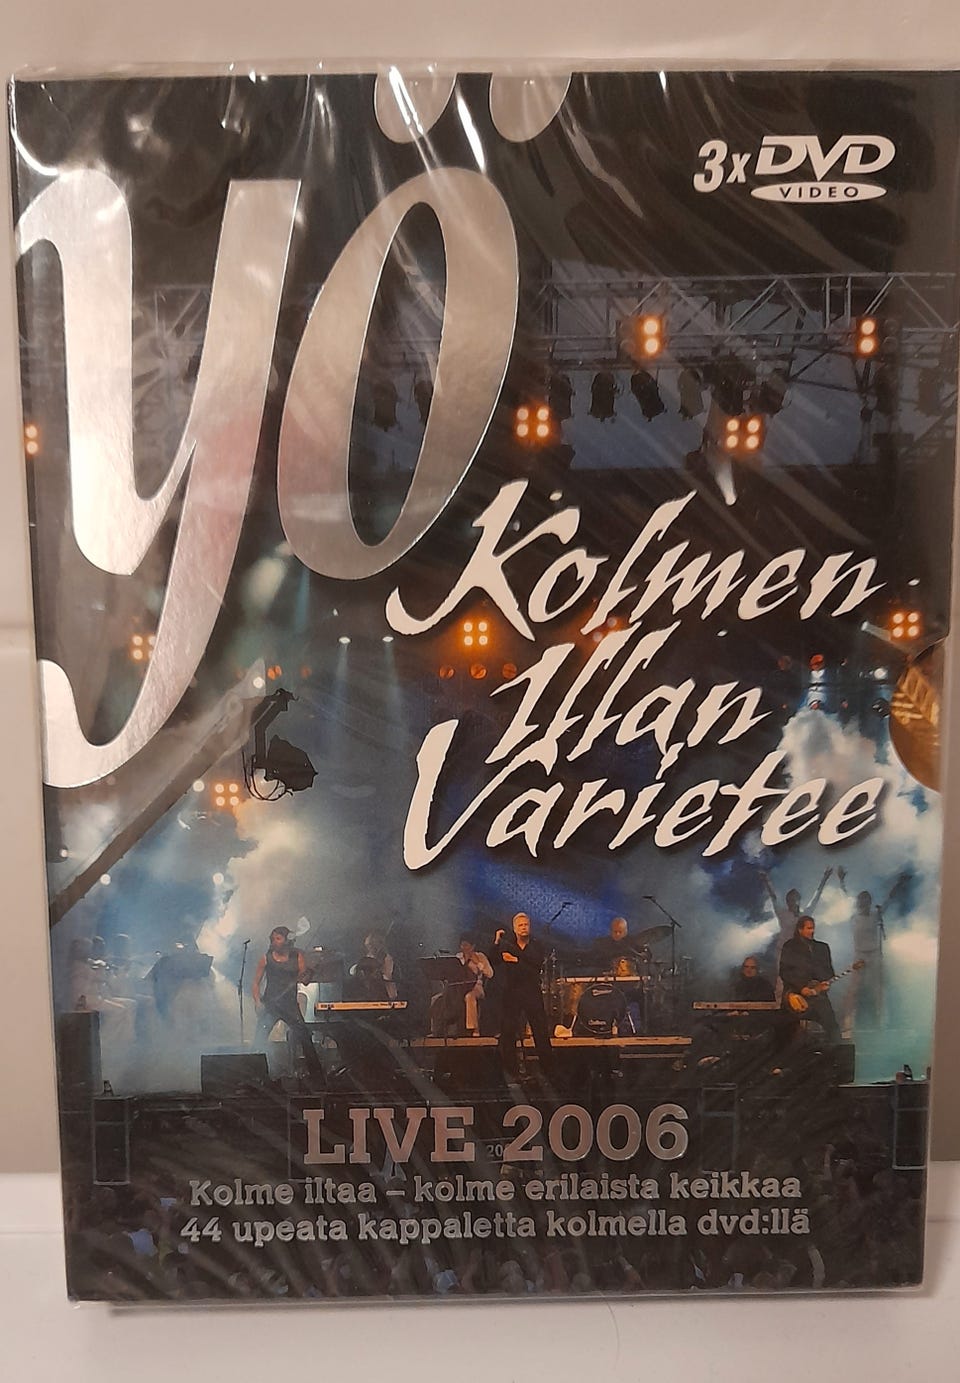 yö
3x DVD
VIDEO
Kolmen
Illan
Varietee
LIVE 2006
Kolme iltaa – kolme erilaista keikkaa
44 upeata kappaletta kolmella dvd:llä